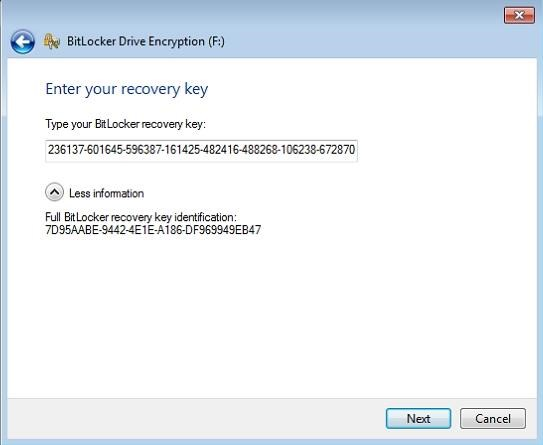 BitLocker Drive Encryption (F:)
Enter your recovery key
Type your BitLocker recovery key:
236137-601645-596387-161425-482416-488268-106238-672870
Less information
Full BitLocker recovery key identification:
7D95AABE-9442-4E1E-A186-DF969949EB47
Next Cancel